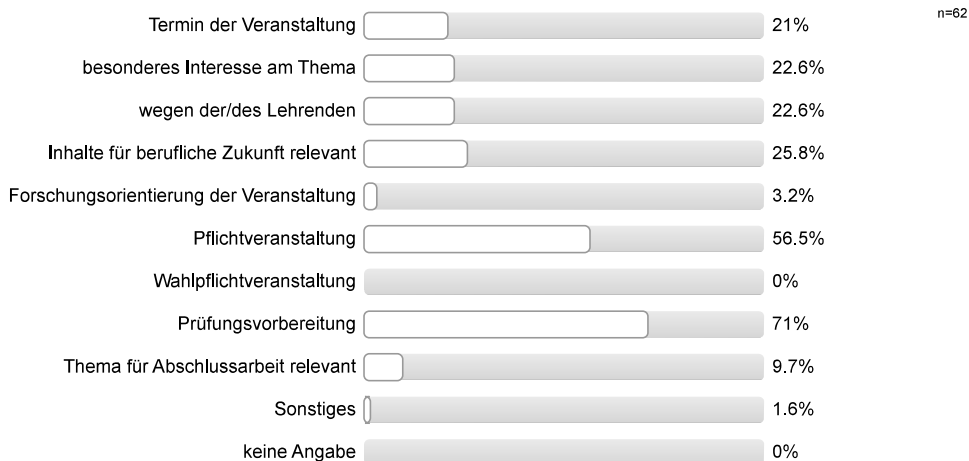 n=62
Termin der Veranstaltung 21%
besonderes Interesse am Thema 22.6%
wegen der/des Lehrenden 22.6%
Inhalte für berufliche Zukunft relevant 25.8%
Forschungsorientierung der Veranstaltung 3.2%
Pflichtveranstaltung 56.5%
Wahlpflichtveranstaltung 0%
Prüfungsvorbereitung 71%
Thema für Abschlussarbeit relevant 9.7%
Sonstiges 1.6%
keine Angabe 0%